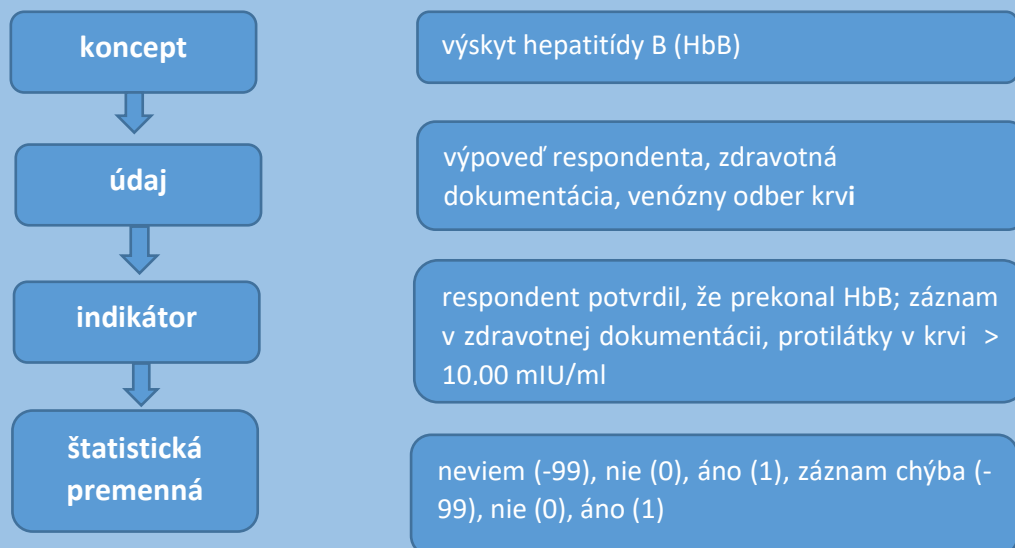 koncept
výskyt hepatitídy B (HbB)
údaj
výpoveď respondenta, zdravotná
dokumentácia, venózny odber krvi
indikátor
respondent potvrdil, že prekonal HbB; záznam
v zdravotnej dokumentácii, protilátky v krvi >
10.00 mIU/ml
štatistická
premenná
neviem (-99), nie (0), áno (1), záznam chýba (-
99), nie (0), áno (1)